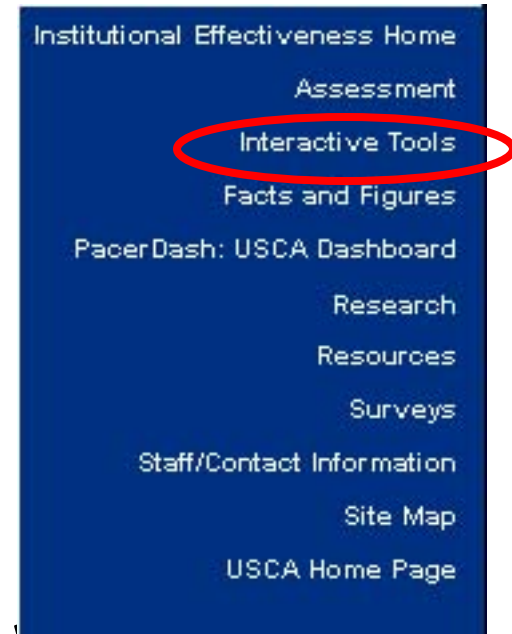 Institutional Effectiveness Home
Assessment
Interactive Tools
Facts and Figures
PacerDash: USCA Dashboard
Research
Resources
Surveys
Staff/Contact Information
Site Map
USCA Home Page